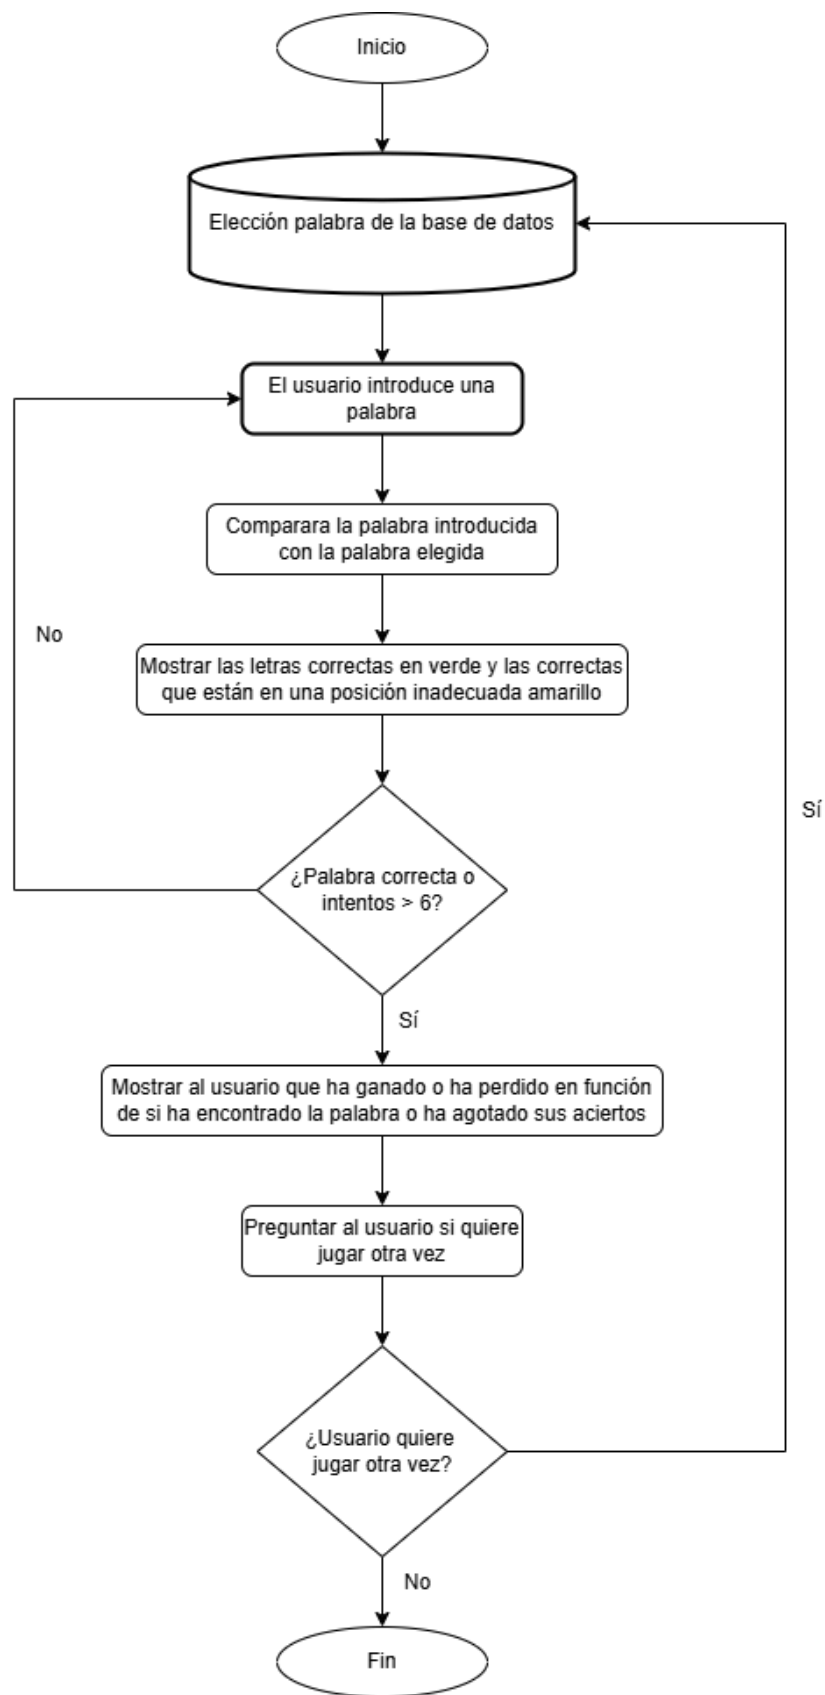 Inicio
Elección palabra de la base de datos
El usuario introduce una
palabra
Comparara la palabra introducida
con la palabra elegida
No
Mostrar las letras correctas en verde y las correctas
que están en una posición inadecuada amarillo
Sí
¿Palabra correcta o
intentos > 6?
Sí
Mostrar al usuario que ha ganado o ha perdido en función
de si ha encontrado la palabra o ha agotado sus aciertos
Preguntar al usuario si quiere
jugar otra vez
¿Usuario quiere
jugar otra vez?
No
Fin